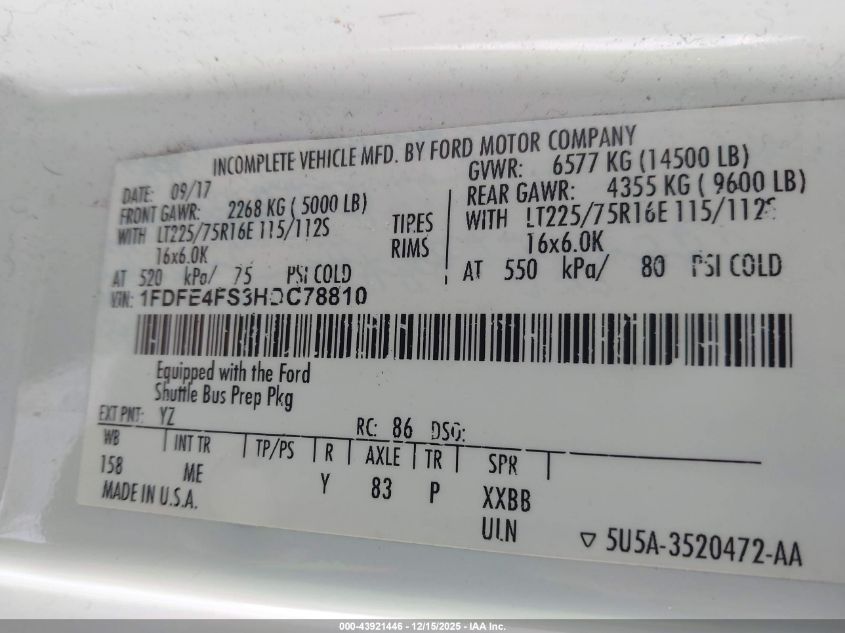 INCOMPLETE VEHICLE MFD. BY FORD MOTOR COMPANY
DATE: 09/17 GVWR: 6577 KG (14500 LB)
FRONT GAWR: 2268 KG ( 5000 LB) REAR GAWR: 4355 KG ( 9600 LB)
WITH LT225/75R16E 115/112S TIRES WITH LT225/75R16E 115/112S
16x6.0K RIMS 16x6.0K
AT 520 kPa/ 75 PSI COLD AT 550 kPa/ 80 PSI COLD
VIN: 1FDFE4FS3HDC78810
Equipped with the Ford
Shuttle Bus Prep Pkg
EXT PNT: YZ RC: 86 DSO:
WB INT TR TP/PS R AXLE TR SPR
158 ME Y 83 P XXBB
MADE IN U.S.A. ULN
▽ 5U5A-3520472-AA
000-43921446 - 12/15/2025 - IAA Inc.